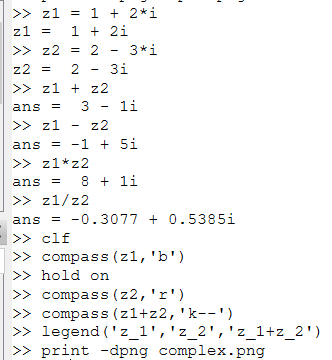 >> z1 = 1 + 2*i
z1 =  1 + 2i
>> z2 = 2 - 3*i
z2 =  2 - 3i
>> z1 + z2
ans =  3 - 1i
>> z1 - z2
ans = -1 + 5i
>> z1*z2
ans =  8 + 1i
>> z1/z2
ans = -0.3077 + 0.5385i
>> clf
>> compass(z1,'b')
>> hold on
>> compass(z2,'r')
>> compass(z1+z2,'k--')
>> legend('z_1','z_2','z_1+z_2')
>> print -dpng complex.png